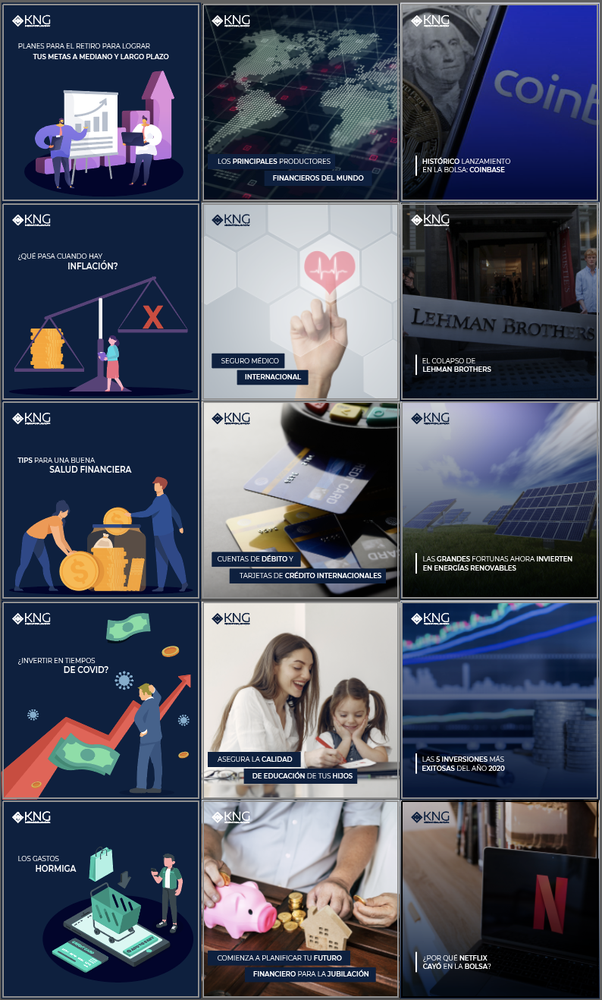 KNG
PLANES PARA EL RETIRO PARA LOGRAR
TUS METAS A MEDIANO Y LARGO PLAZO
KNG
LOS PRINCIPALES PRODUCTORES
FINANCIEROS DEL MUNDO
KNG
coinb
HISTÓRICO LANZAMIENTO
EN LA BOLSA: COINBASE
KNG
¿QUÉ PASA CUANDO HAY
INFLACIÓN?
X
KNG
SEGURO MÉDICO
INTERNACIONAL
KNG
LEHMAN BROTHERS
EL COLAPSO DE
LEHMAN BROTHERS
KNG
TIPS PARA UNA BUENA
SALUD FINANCIERA
$
$
KNG
CREDIT CARD
CARD
CUENTAS DE DÉBITO Y
TARJETAS DE CRÉDITO INTERNACIONALES
KNG
LAS GRANDES FORTUNAS AHORA INVIERTEN
EN ENERGÍAS RENOVABLES
KNG
¿INVERTIR EN TIEMPOS
DE COVID?
KNG
ASEGURA LA CALIDAD
DE EDUCACIÓN DE TUS HIJOS
KNG
LAS 5 INVERSIONES MÁS
EXITOSAS DEL AÑO 2020
KNG
LOS GASTOS
HORMIGA
CREDIT CARD
KNG
COMIENZA A PLANIFICAR TU FUTURO
FINANCIERO PARA LA JUBILACIÓN
KNG
N
¿POR QUÉ NETFLIX
CAYÓ EN LA BOLSA?